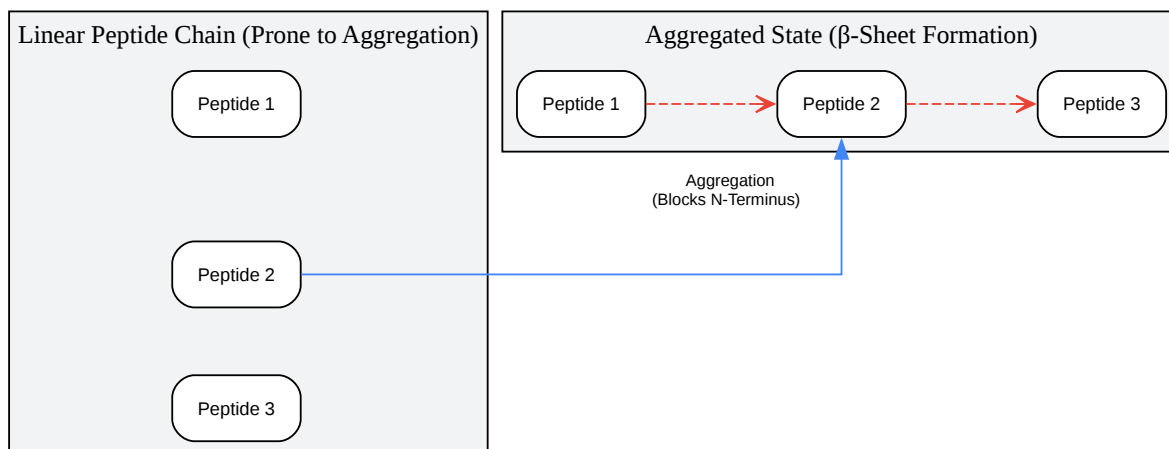 Linear Peptide Chain (Prone to Aggregation)
Peptide 1
Peptide 2
Peptide 3
Aggregated State (β-Sheet Formation)
Peptide 1
Peptide 2
Peptide 3
Aggregation
(Blocks N-Terminus)